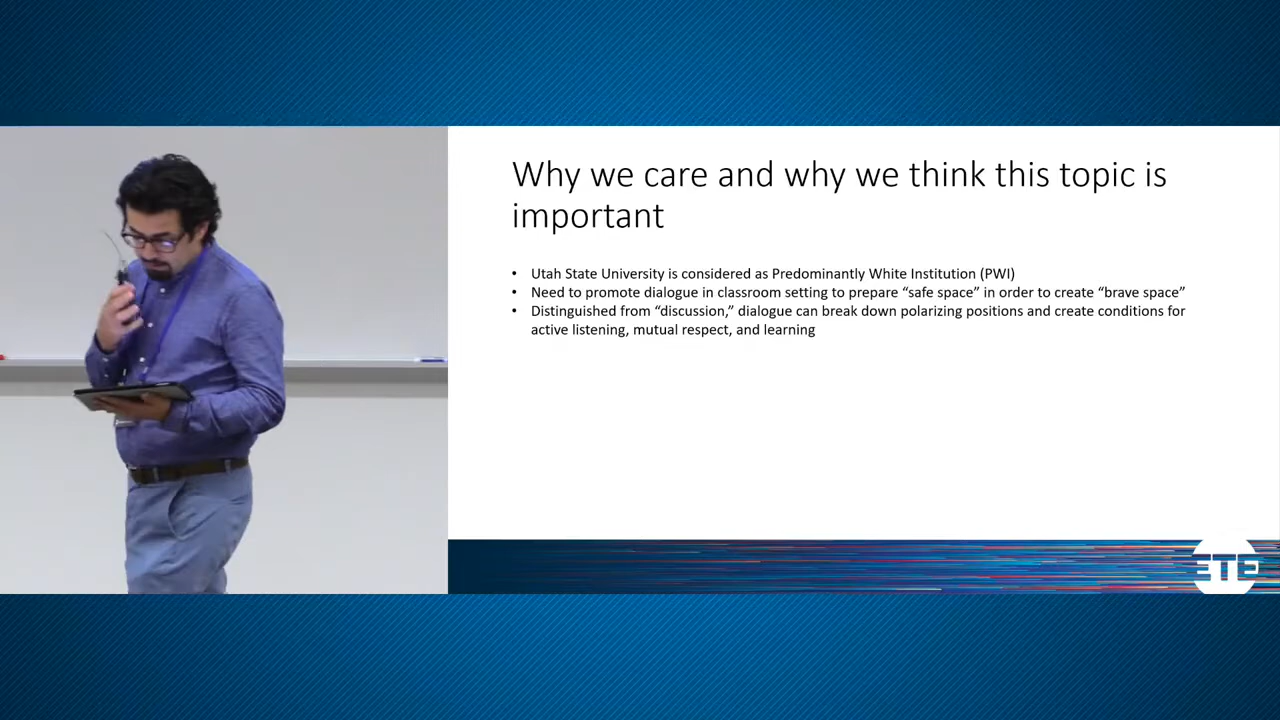 Why we care and why we think this topic is
important
• Utah State University is considered as Predominantly White Institution (PWI)
• Need to promote dialogue in classroom setting to prepare “safe space” in order to create “brave space”
• Distinguished from “discussion,” dialogue can break down polarizing positions and create conditions for
active listening, mutual respect, and learning
ETE